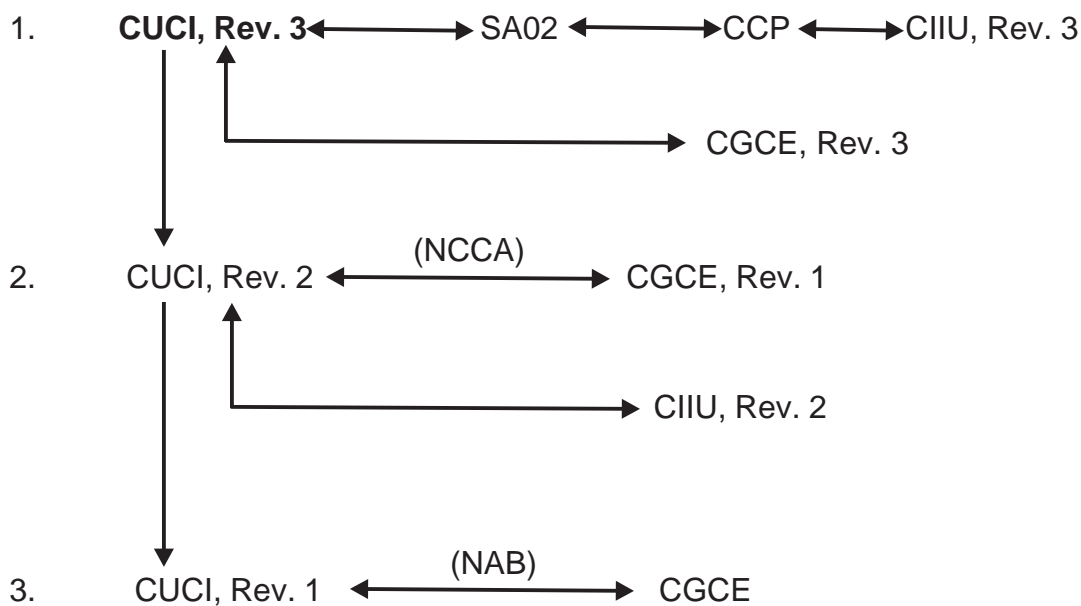 1. CUCI, Rev. 3 SA02 CCP CIIU, Rev. 3
CGCE, Rev. 3
(NCCA)
2. CUCI, Rev. 2 CGCE, Rev. 1
CIIU, Rev. 2
(NAB)
3. CUCI, Rev. 1 CGCE